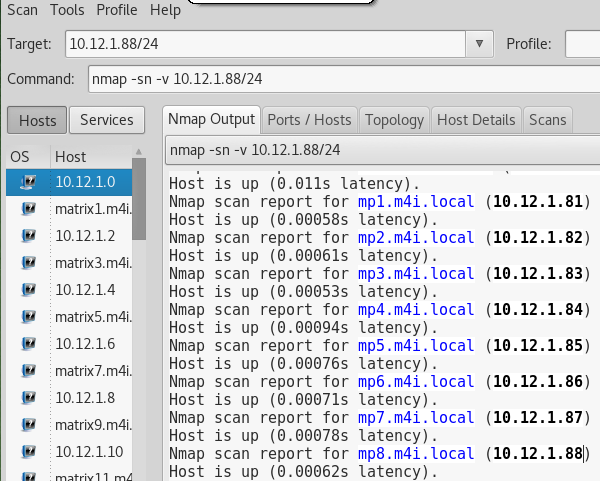 Scan Tools Profile Help
Target: 10.12.1.88/24 Profile:
Command: nmap -sn -v 10.12.1.88/24
Hosts Services
OS Host
10.12.1.0
matrix1.m4i.
10.12.1.2
matrix3.m4i.
10.12.1.4
matrix5.m4i.
10.12.1.6
matrix7.m4i.
10.12.1.8
matrix9.m4i.
10.12.1.10
matrix11.m4i.
Nmap Output Ports / Hosts Topology Host Details Scans
nmap -sn -v 10.12.1.88/24
Host is up (0.011s latency).
Nmap scan report for mp1.m4i.local (10.12.1.81)
Host is up (0.00058s latency).
Nmap scan report for mp2.m4i.local (10.12.1.82)
Host is up (0.00061s latency).
Nmap scan report for mp3.m4i.local (10.12.1.83)
Host is up (0.00053s latency).
Nmap scan report for mp4.m4i.local (10.12.1.84)
Host is up (0.00094s latency).
Nmap scan report for mp5.m4i.local (10.12.1.85)
Host is up (0.00076s latency).
Nmap scan report for mp6.m4i.local (10.12.1.86)
Host is up (0.00071s latency).
Nmap scan report for mp7.m4i.local (10.12.1.87)
Host is up (0.00078s latency).
Nmap scan report for mp8.m4i.local (10.12.1.88)
Host is up (0.00062s latency).